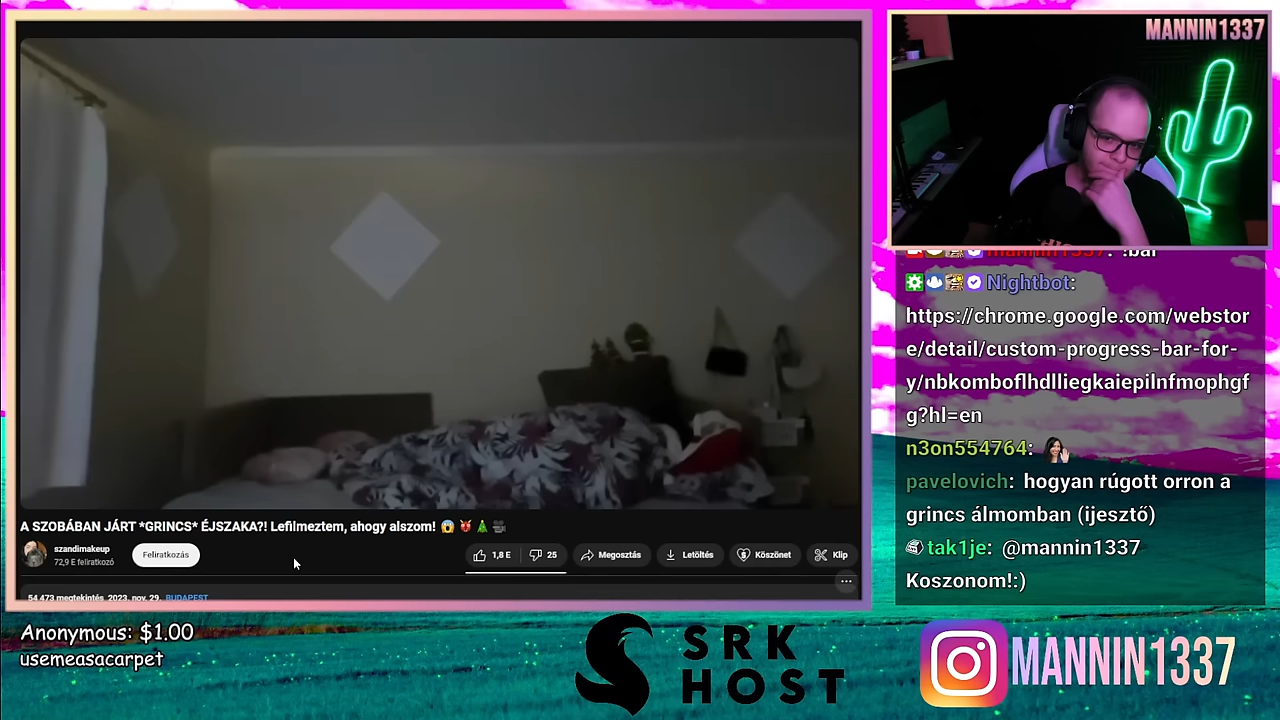 MANNIN1337
mannin1337: !bar
Nightbot:
https://chrome.google.com/webstor
e/detail/custom-progress-bar-for-
y/nbkomboflhdlliegkaiepilnfmophgf
g?hl=en
n3on554764:
pavelovich: hogyan rúgott orron a
grincs álmomban (ijesztő)
tak1je: @mannin1337
Koszonom!:)
A SZOBÁBAN JÁRT *GRINCS* ÉJSZAKA?! Lefilmeztem, ahogy alszom! 😱 👹 🎄 🎥
szandimakeup
72,9 E feliratkozó
Feliratkozás
1,8 E
25
Megosztás
Letöltés
Köszönet
Klip
54 473 megtekintés 2023. nov. 29. BUDAPEST
Anonymous: $1.00
usemeasacarpet
SRK
HOST
MANNIN1337